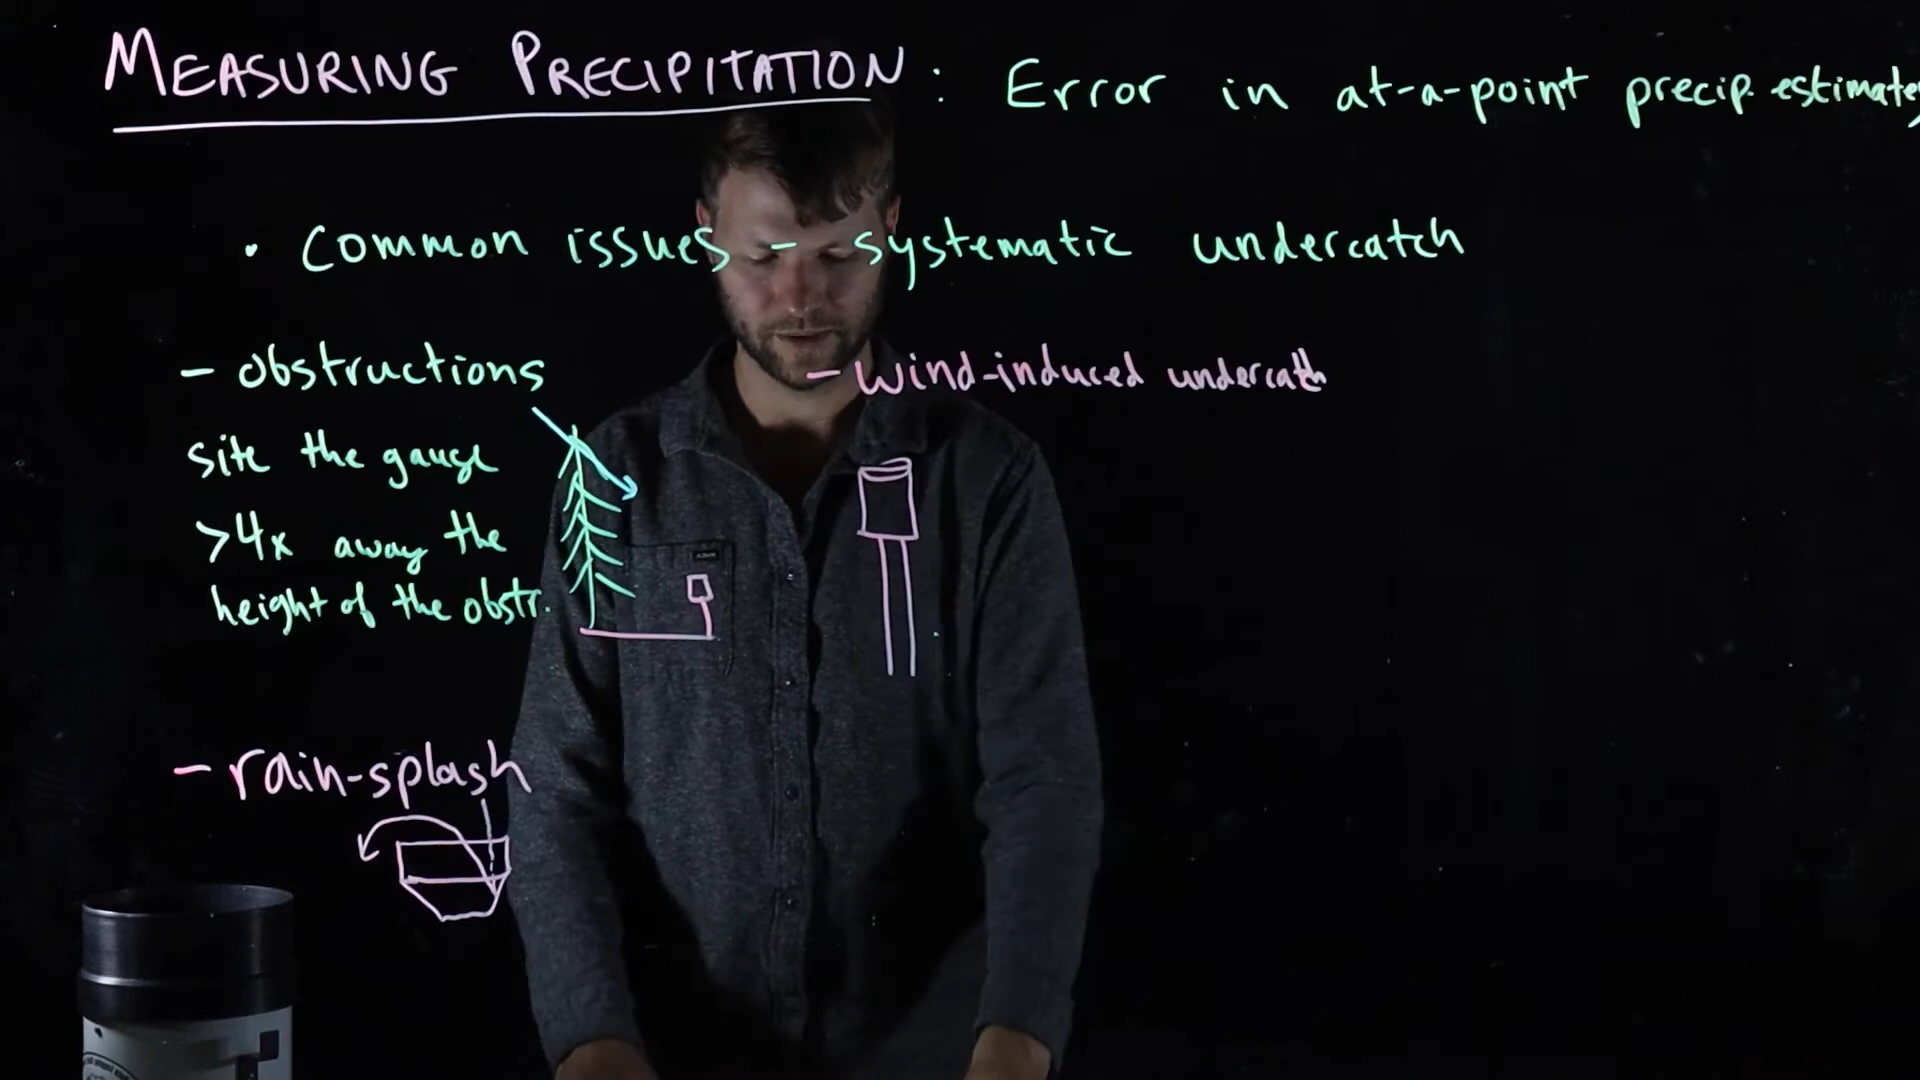 MEASURING PRECIPITATION : Error in at-a-point precip. estimates
• Common issues - systematic undercatch
- obstructions
site the gauge
>4x away the
height of the obstr.
- wind-induced undercatch
- rain-splash